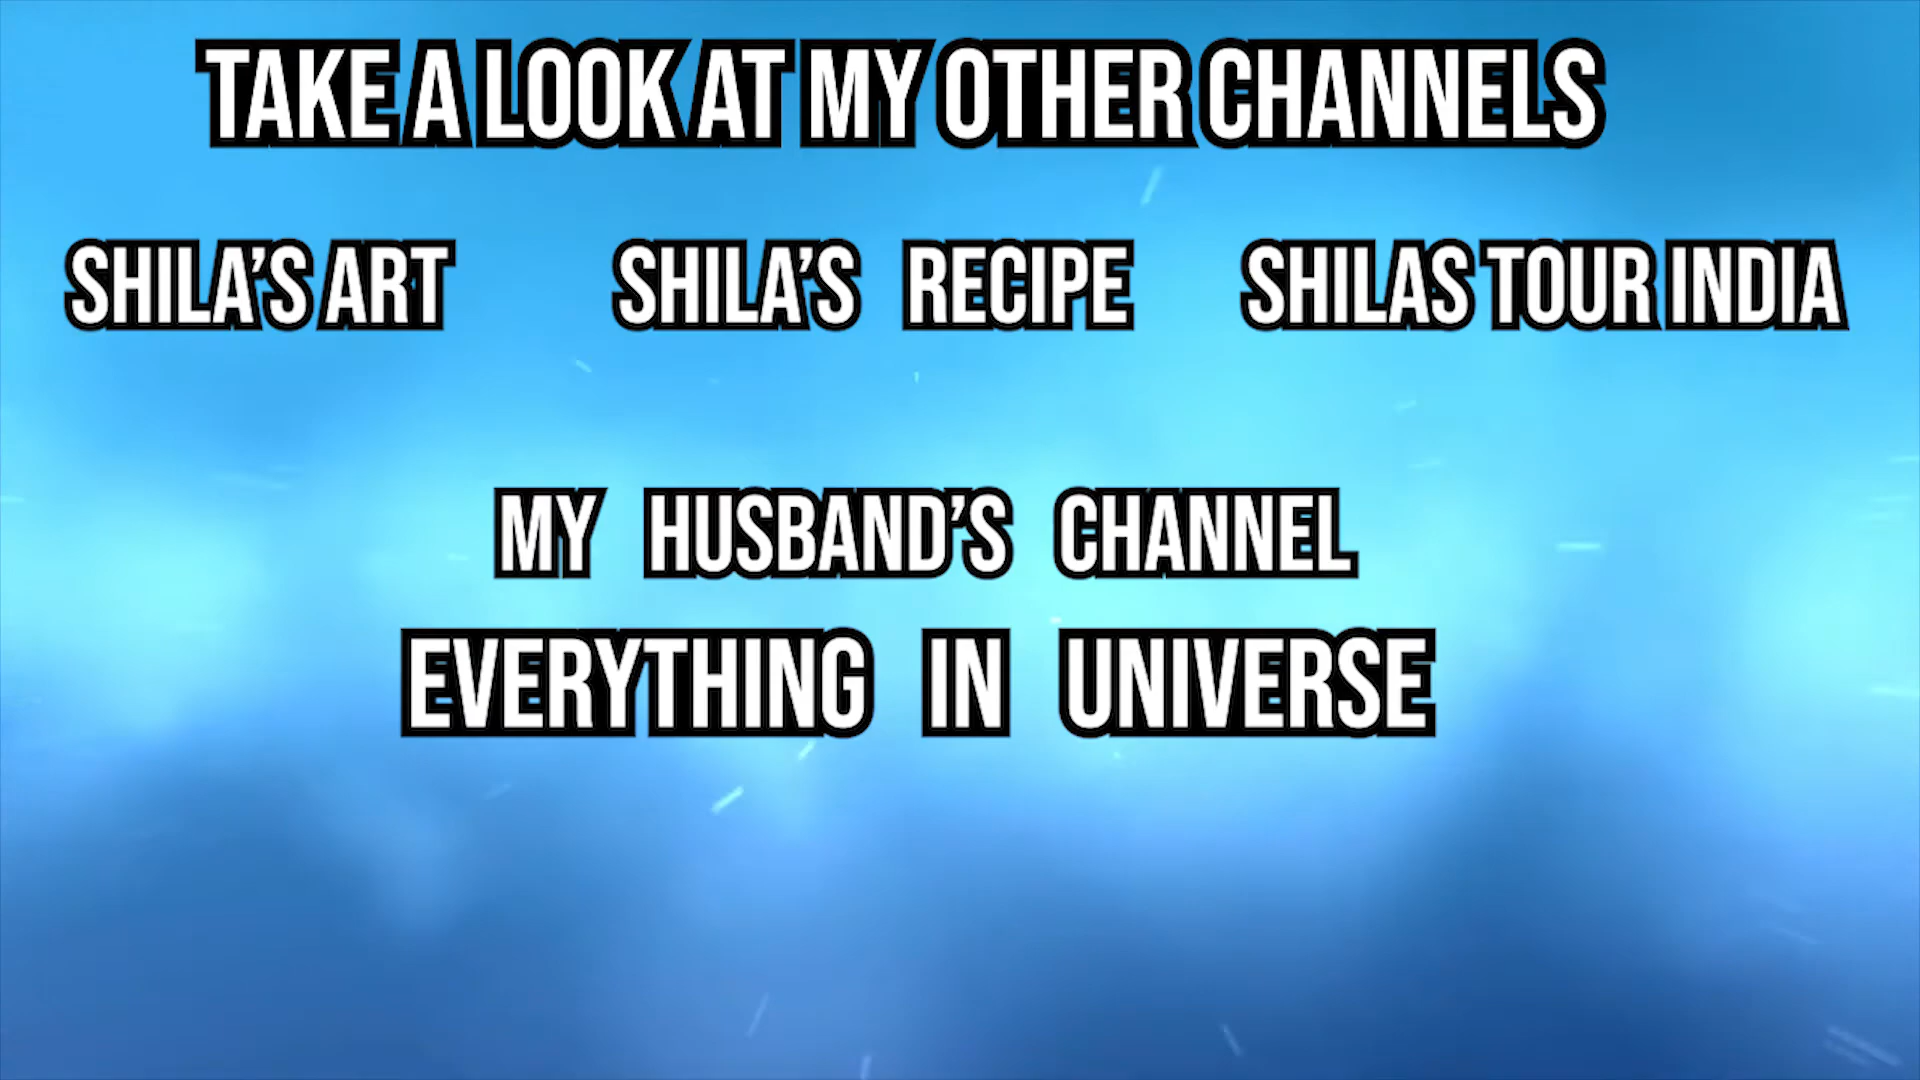 TAKE A LOOK AT MY OTHER CHANNELS
SHILA’S ART SHILA’S RECIPE SHILAS TOUR INDIA
MY HUSBAND’S CHANNEL
EVERYTHING IN UNIVERSE